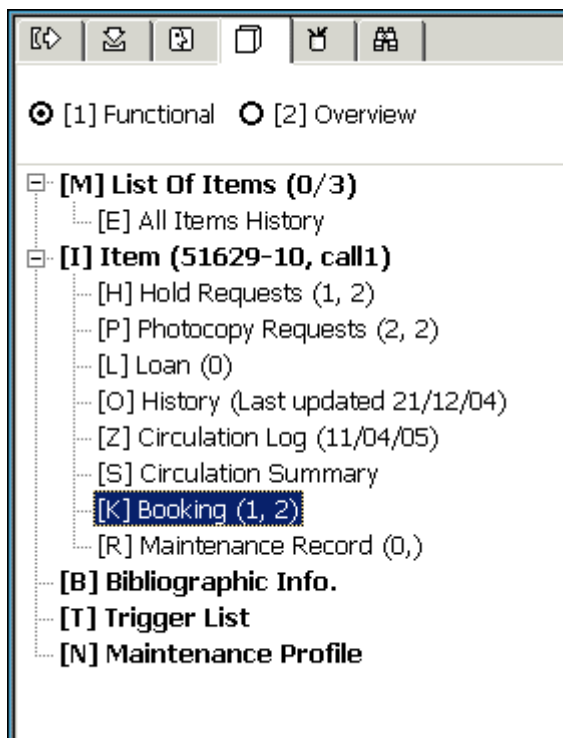 [1] Functional [2] Overview
[M] List Of Items (0/3)
[E] All Items History
[I] Item (51629-10, call1)
[H] Hold Requests (1, 2)
[P] Photocopy Requests (2, 2)
[L] Loan (0)
[O] History (Last updated 21/12/04)
[Z] Circulation Log (11/04/05)
[S] Circulation Summary
[K] Booking (1, 2)
[R] Maintenance Record (0,)
[B] Bibliographic Info.
[T] Trigger List
[N] Maintenance Profile